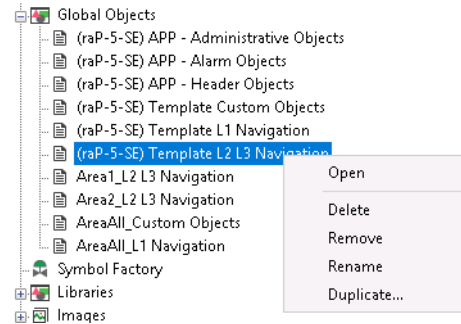 Global Objects
(raP-5-SE) APP - Administrative Objects
(raP-5-SE) APP - Alarm Objects
(raP-5-SE) APP - Header Objects
(raP-5-SE) Template Custom Objects
(raP-5-SE) Template L1 Navigation
(raP-5-SE) Template L2 L3 Navigation
Open
Area1_L2 L3 Navigation
Area2_L2 L3 Navigation
Delete
AreaAll_Custom Objects
Remove
AreaAll_L1 Navigation
Rename
Symbol Factory
Libraries
Duplicate...
Images